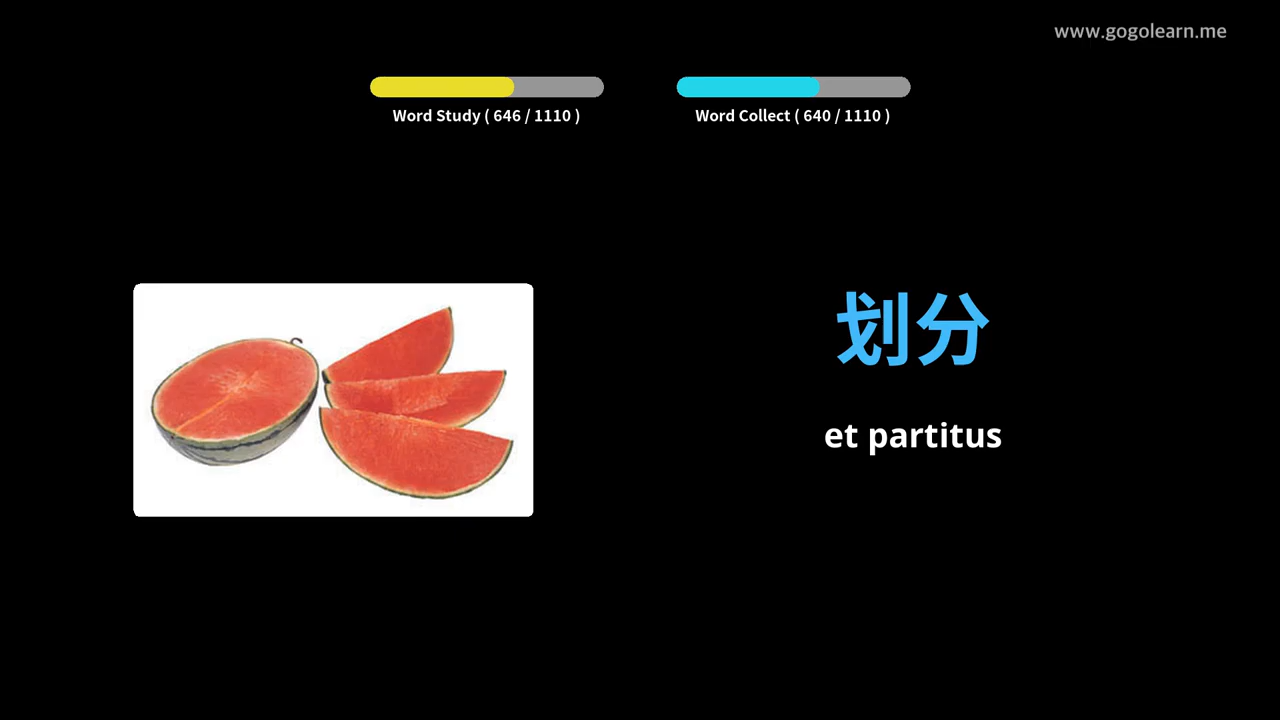 www.gogolearn.me
Word Study ( 646 / 1110 )
Word Collect ( 640 / 1110 )
划分
et partitus